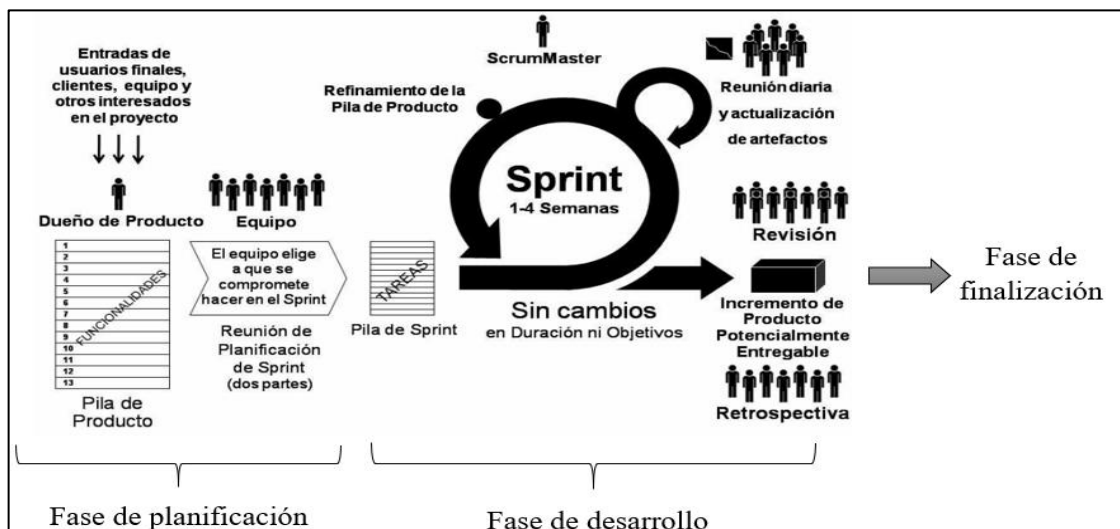 Entradas de
usuarios finales,
clientes, equipo y
otros interesados
en el proyecto
Dueño de Producto
1
2
3
4
5
6
7
8
9
10
11
12
13
FUNCIONALIDADES
Pila de
Producto
Equipo
El equipo elige
a que se
compromete
hacer en el Sprint
Reunión de
Planificación
de Sprint
(dos partes)
TAREAS
Pila de Sprint
ScrumMaster
Refinamiento de la
Pila de Producto
Sprint
1-4 Semanas
Sin cambios
en Duración ni Objetivos
Reunión diaria
y actualización
de artefactos
Revisión
Incremento de
Producto
Potencialmente
Entregable
Retrospectiva
Fase de
finalización
Fase de planificación
Fase de desarrollo